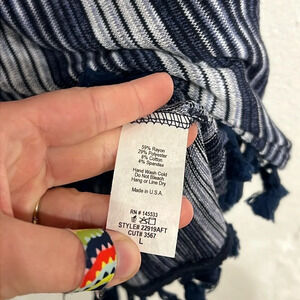 59% Rayon
29% Polyester
8% Cotton
4% Spandex
Hand Wash Cold
Do Not Bleach
Hang or Line Dry
Made in U.S.A.
RN # 145533
STYLE# 22919AFT
CUT# 3567
L